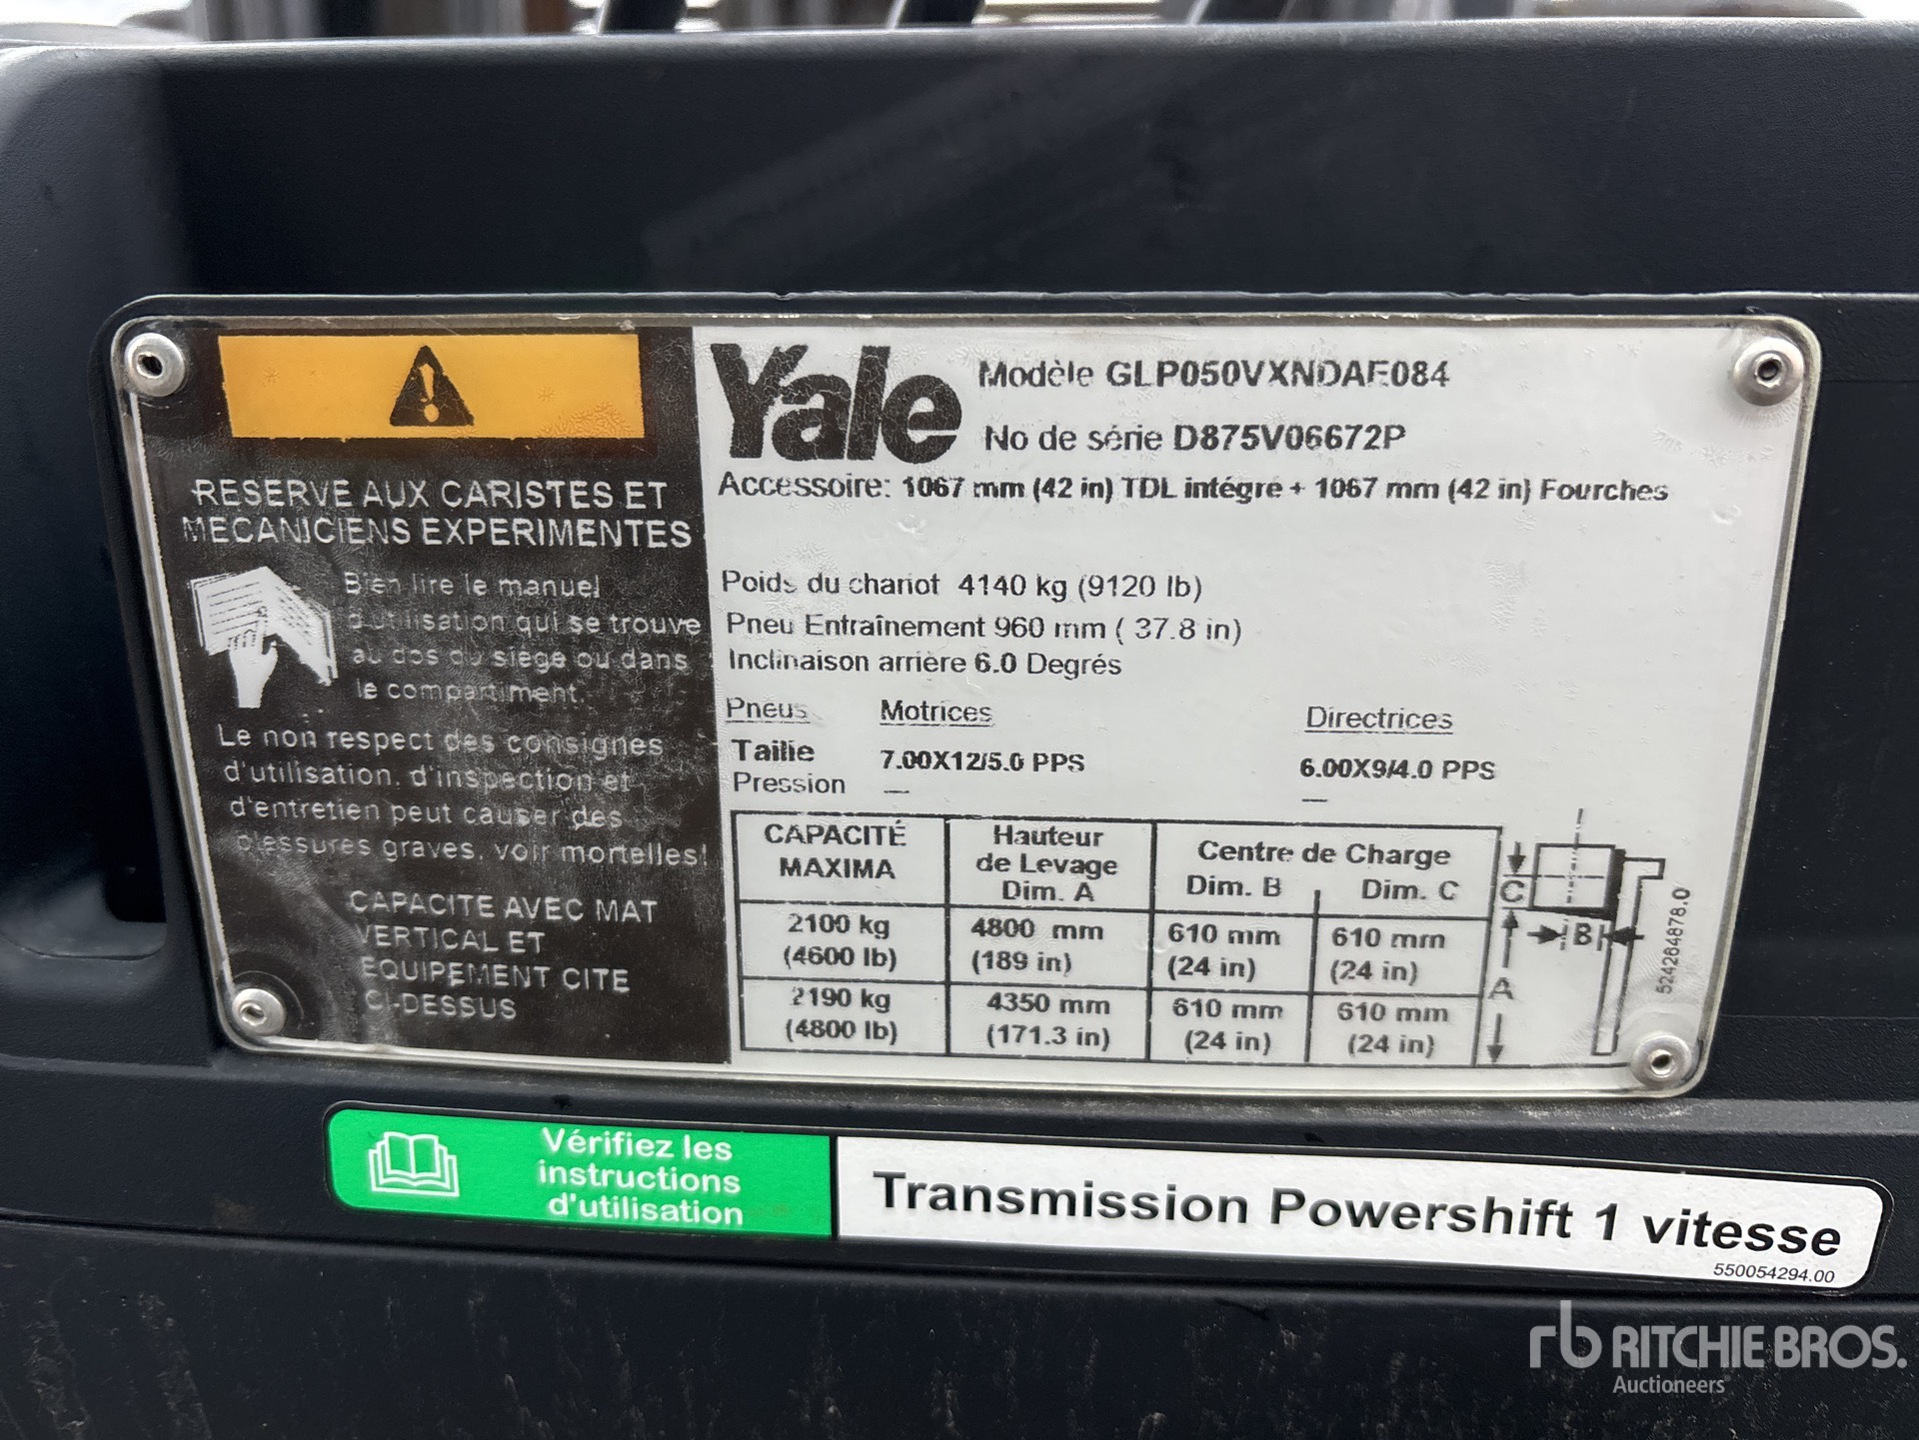 RESERVE AUX CARISTES ET
MECANICIENS EXPERIMENTES
Bien lire le manuel
d'utilisation qui se trouve
au dos du siège ou dans
le compartiment.
Le non respect des consignes
d'utilisation, d'inspection et
d'entretien peut causer des
blessures graves, voir mortelles!
CAPACITE AVEC MAT
VERTICAL ET
EQUIPEMENT CITE
CI-DESSUS
Yale
Modèle GLP050VXNDAE084
No de série D875V06672P
Accessoire: 1067 mm (42 in) TDL intégre + 1067 mm (42 in) Fourches
Poids du chariot 4140 kg (9120 lb)
Pneu Entraînement 960 mm ( 37.8 in)
Inclinaison arrière 6.0 Degrés
Pneus Motrices Directrices
Taille 7.00X12/5.0 PPS 6.00X9/4.0 PPS
Pression — —
CAPACITÉ
MAXIMA
Hauteur
de Levage
Dim. A
Centre de Charge
Dim. B Dim. C
2100 kg 4800 mm 610 mm 610 mm
(4600 lb) (189 in) (24 in) (24 in)
2190 kg 4350 mm 610 mm 610 mm
(4800 lb) (171.3 in) (24 in) (24 in)
C
B
A
524264878.0
Vérifiez les
instructions
d'utilisation
Transmission Powershift 1 vitesse
550054294.00
rb RITCHIE BROS.
Auctioneers